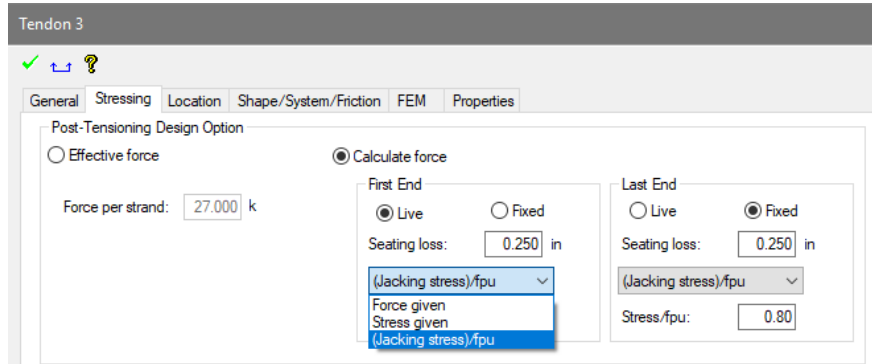 Tendon 3
?
General Stressing Location Shape/System/Friction FEM Properties
Post-Tensioning Design Option
Effective force Calculate force
First End Last End
Force per strand: 27.000 k Live Fixed Live Fixed
Seating loss: 0.250 in Seating loss: 0.250 in
(Jacking stress)/fpu (Jacking stress)/fpu
Force given
Stress given Stress/fpu: 0.80
(Jacking stress)/fpu